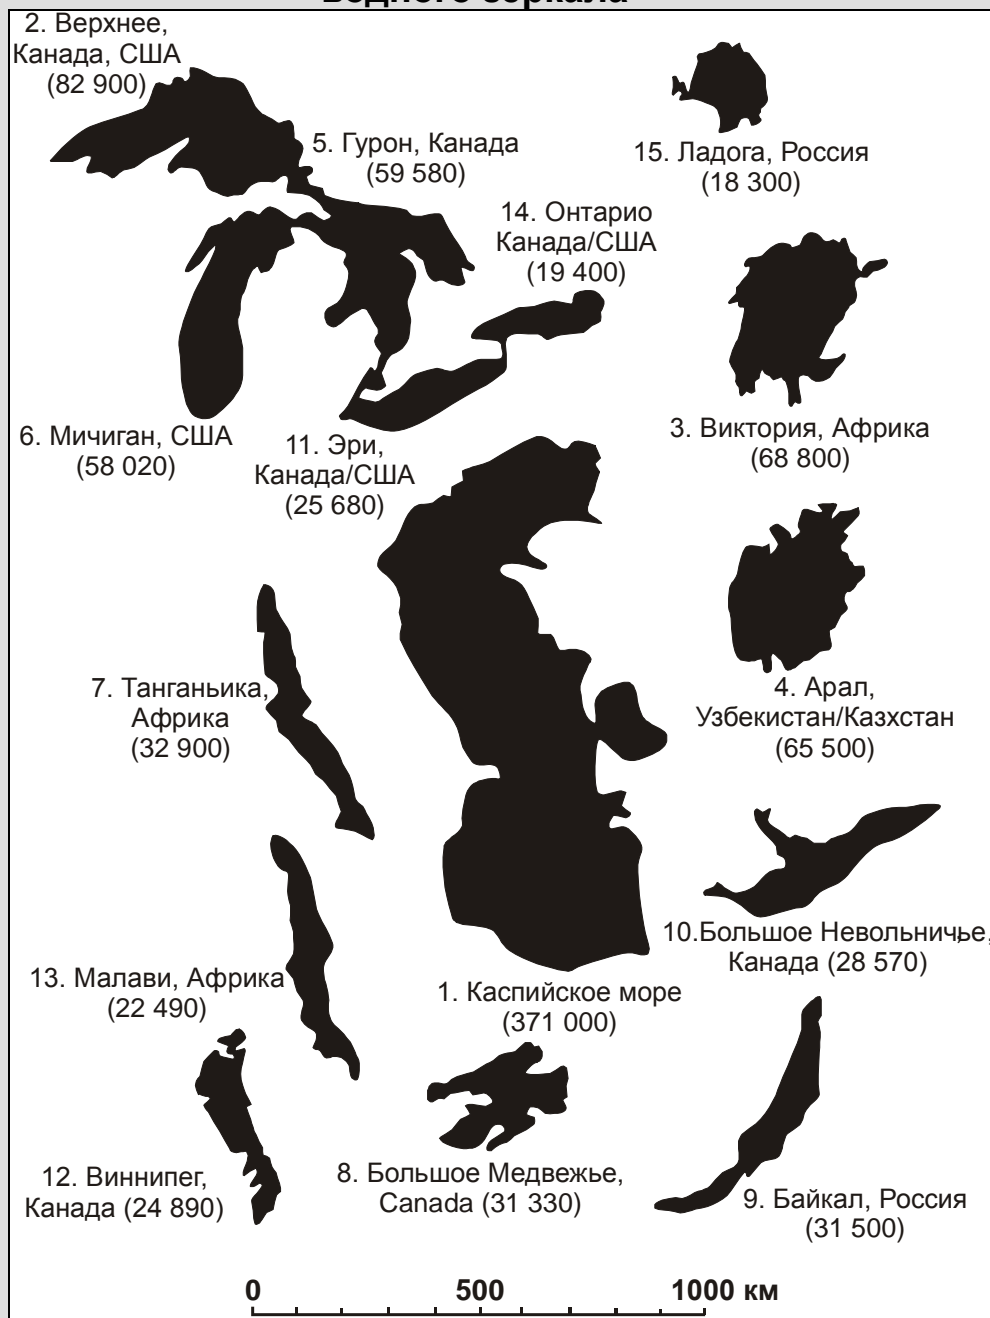 водного зеркала
2. Верхнее,
Канада, США
(82 900)
5. Гурон, Канада
(59 580)
14. Онтарио
Канада/США
(19 400)
15. Ладога, Россия
(18 300)
6. Мичиган, США
(58 020)
11. Эри,
Канада/США
(25 680)
3. Виктория, Африка
(68 800)
7. Танганьика,
Африка
(32 900)
4. Арал,
Узбекистан/Казхстан
(65 500)
10.Большое Невольничье,
Канада (28 570)
13. Малави, Африка
(22 490)
1. Каспийское море
(371 000)
12. Виннипег,
Канада (24 890)
8. Большое Медвежье,
Canada (31 330)
9. Байкал, Россия
(31 500)
0 500 1000 км